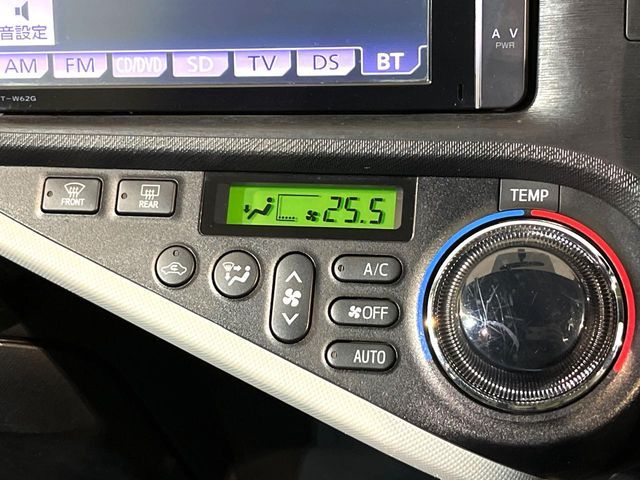 音設定
A V
PWR
AM FM CD/DVD SD TV DS BT
T-W62G
FRONT REAR
25.5
TEMP
A/C
OFF
AUTO